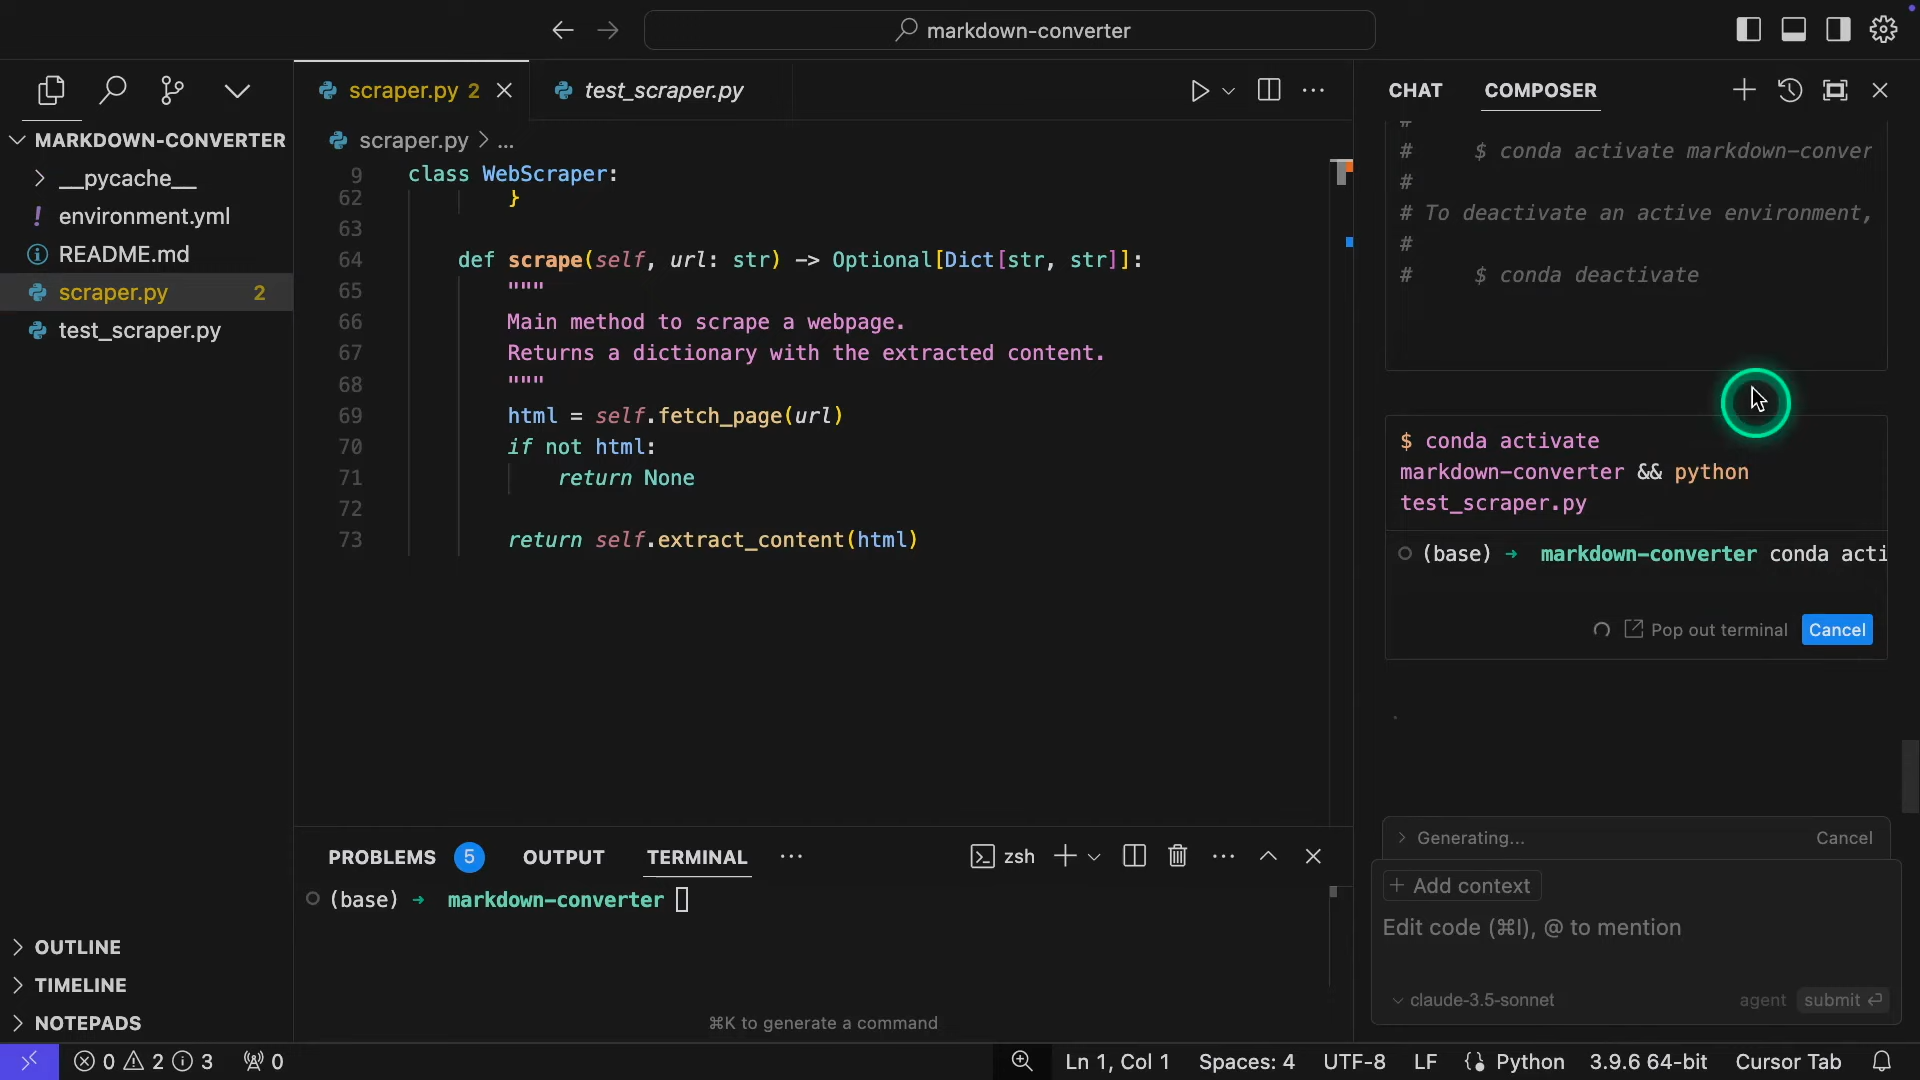 markdown-converter
MARKDOWN-CONVERTER
__pycache__
! environment.yml
README.md
scraper.py 2
test_scraper.py
OUTLINE
TIMELINE
NOTEPADS
scraper.py 2
test_scraper.py
scraper.py > ...
9 class WebScraper:
62 }
63
64 def scrape(self, url: str) -> Optional[Dict[str, str]]:
65 """
66 Main method to scrape a webpage.
67 Returns a dictionary with the extracted content.
68 """
69 html = self.fetch_page(url)
70 if not html:
71 return None
72
73 return self.extract_content(html)
PROBLEMS 5 OUTPUT TERMINAL ... zsh
(base) → markdown-converter
⌘K to generate a command
CHAT COMPOSER
#
# $ conda activate markdown-conver
#
# To deactivate an active environment,
#
# $ conda deactivate
$ conda activate
markdown-converter && python
test_scraper.py
(base) → markdown-converter conda acti
Pop out terminal Cancel
> Generating... Cancel
+ Add context
Edit code (⌘I), @ to mention
claude-3.5-sonnet agent submit ↵
0 2 3 0 Ln 1, Col 1 Spaces: 4 UTF-8 LF Python 3.9.6 64-bit Cursor Tab